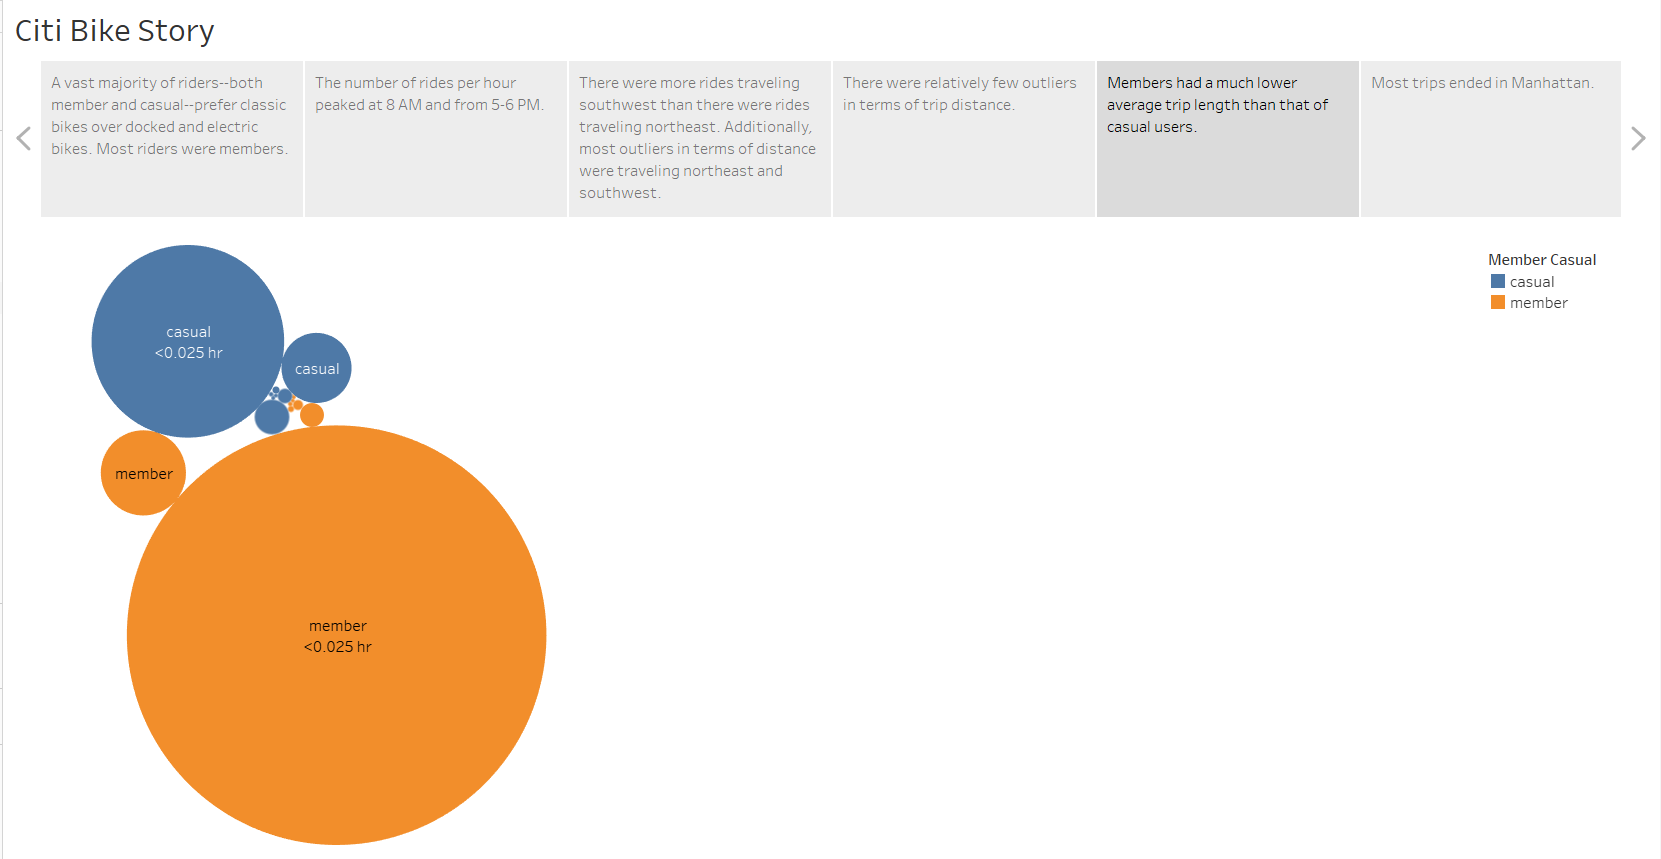 Citi Bike Story
A vast majority of riders--both
member and casual--prefer classic
bikes over docked and electric
bikes. Most riders were members.
The number of rides per hour
peaked at 8 AM and from 5-6 PM.
There were more rides traveling
southwest than there were rides
traveling northeast. Additionally,
most outliers in terms of distance
were traveling northeast and
southwest.
There were relatively few outliers
in terms of trip distance.
Members had a much lower
average trip length than that of
casual users.
Most trips ended in Manhattan.
Member Casual
casual
member
casual
<0.025 hr
casual
member
member
<0.025 hr